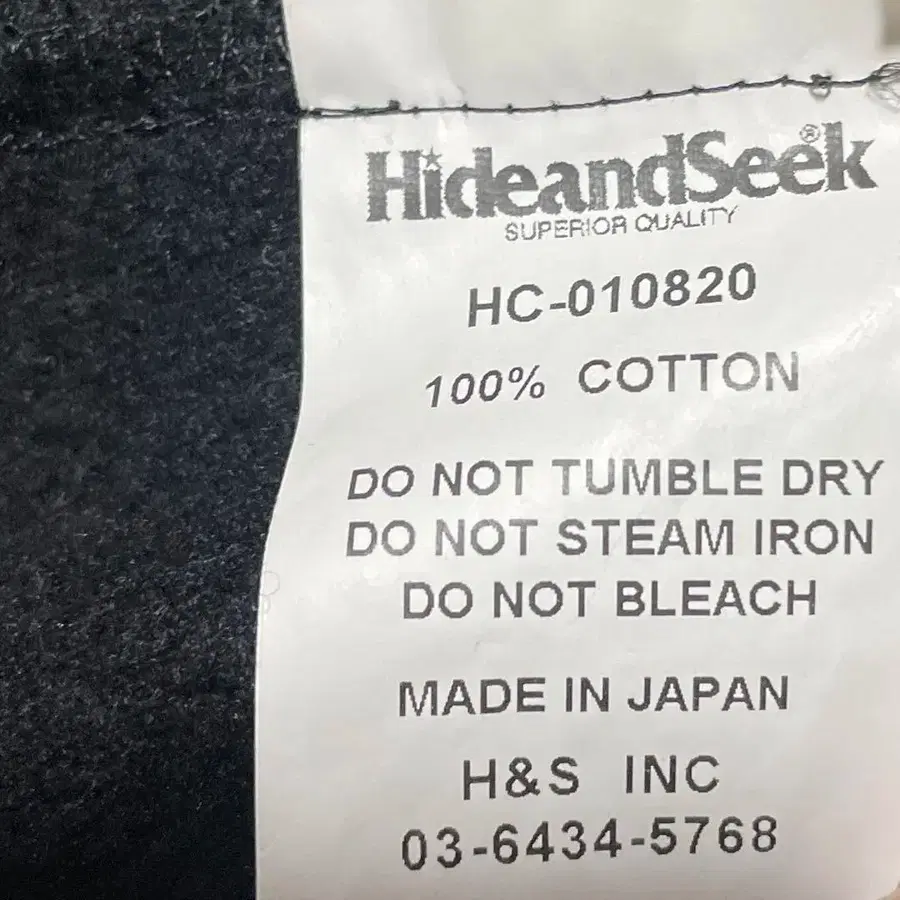 HideandSeek®
SUPERIOR QUALITY
HC-010820
100% COTTON
DO NOT TUMBLE DRY
DO NOT STEAM IRON
DO NOT BLEACH
MADE IN JAPAN
H&S INC
03-6434-5768